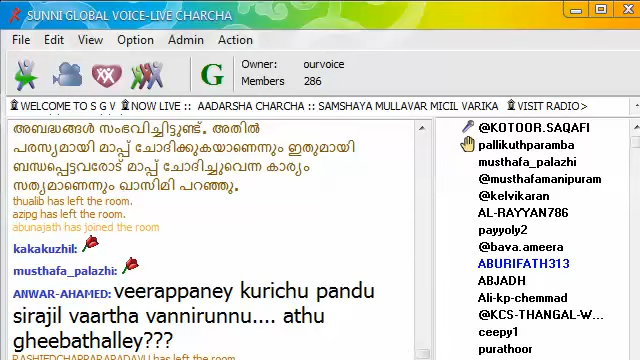 SUNNI GLOBAL VOICE-LIVE CHARCHA
File Edit View Option Admin Action
G
Owner: ourvoice
Members 286
WELCOME TO S G V NOW LIVE :: AADARSHA CHARCHA :: SAMSHAYA MULLAVAR MICIL VARIKA VISIT RADIO>
അബദ്ധങ്ങൾ സംഭവിച്ചിട്ടുണ്ട്. അതിൽ
പരസ്യമായി മാപ്പ് ചോദിക്കുകയാണെന്നും ഇതുമായി
ബന്ധപ്പെട്ടവരോട് മാപ്പ് ചോദിച്ചുവെന്ന കാര്യം
സത്യമാണെന്നും ഖാസിമി പറഞ്ഞു.
thualib has left the room.
azipg has left the room.
abunajath has joined the room
kakakuzhil:
musthafa_palazhi:
ANWAR-AHAMED: veerappaney kurichu pandu
sirajil vaartha vannirunnu.... athu
gheebathalley???
has left the room.
@KOTOOR.SAQAFI
pallikuthparamba
musthafa_palazhi
@musthafamanipuram
@kelvikaran
AL-RAYYAN786
payyoly2
@bava.ameera
ABURIFATH313
ABJADH
Ali-kp-chemmad
@KCS-THANGAL-W...
ceepy1
purathoor